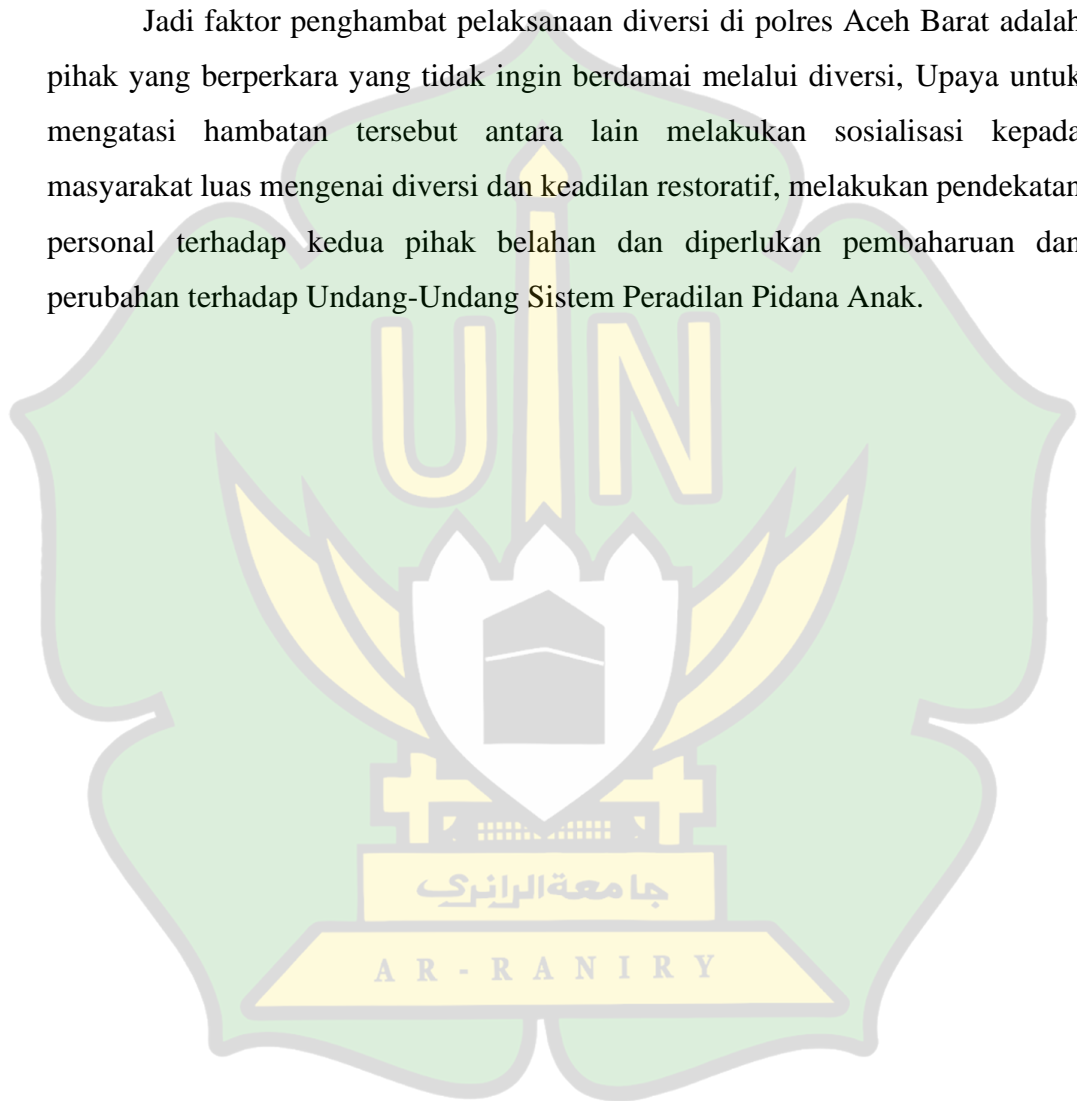 Jadi faktor penghambat pelaksanaan diversi di polres Aceh Barat adalah
pihak yang berperkara yang tidak ingin berdamai melalui diversi, Upaya untuk
mengatasi hambatan tersebut antara lain melakukan sosialisasi kepada
masyarakat luas mengenai diversi dan keadilan restoratif, melakukan pendekatan
personal terhadap kedua pihak belahan dan diperlukan pembaharuan dan
perubahan terhadap Undang-Undang Sistem Peradilan Pidana Anak.
UIN
جامعة الرانري
AR-RANIRY